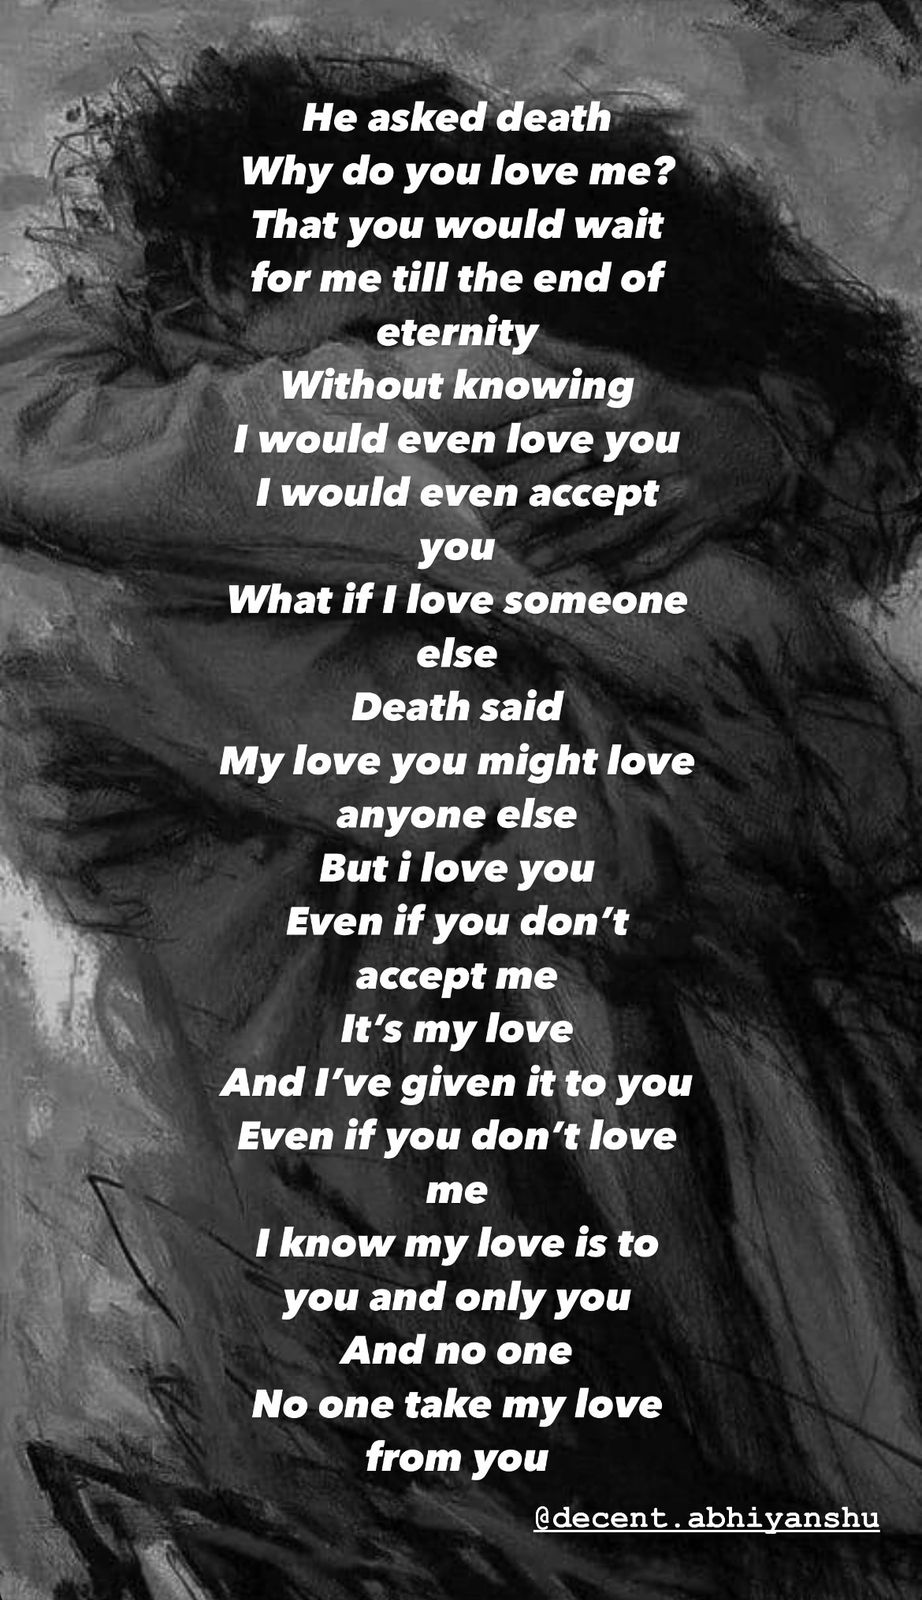 He asked death
Why do you love me?
That you would wait
for me till the end of
eternity
Without knowing
I would even love you
I would even accept
you
What if I love someone
else
Death said
My love you might love
anyone else
But i love you
Even if you don’t
accept me
It’s my love
And I’ve given it to you
Even if you don’t love
me
I know my love is to
you and only you
And no one
No one take my love
from you
@decent.abhiyanshu